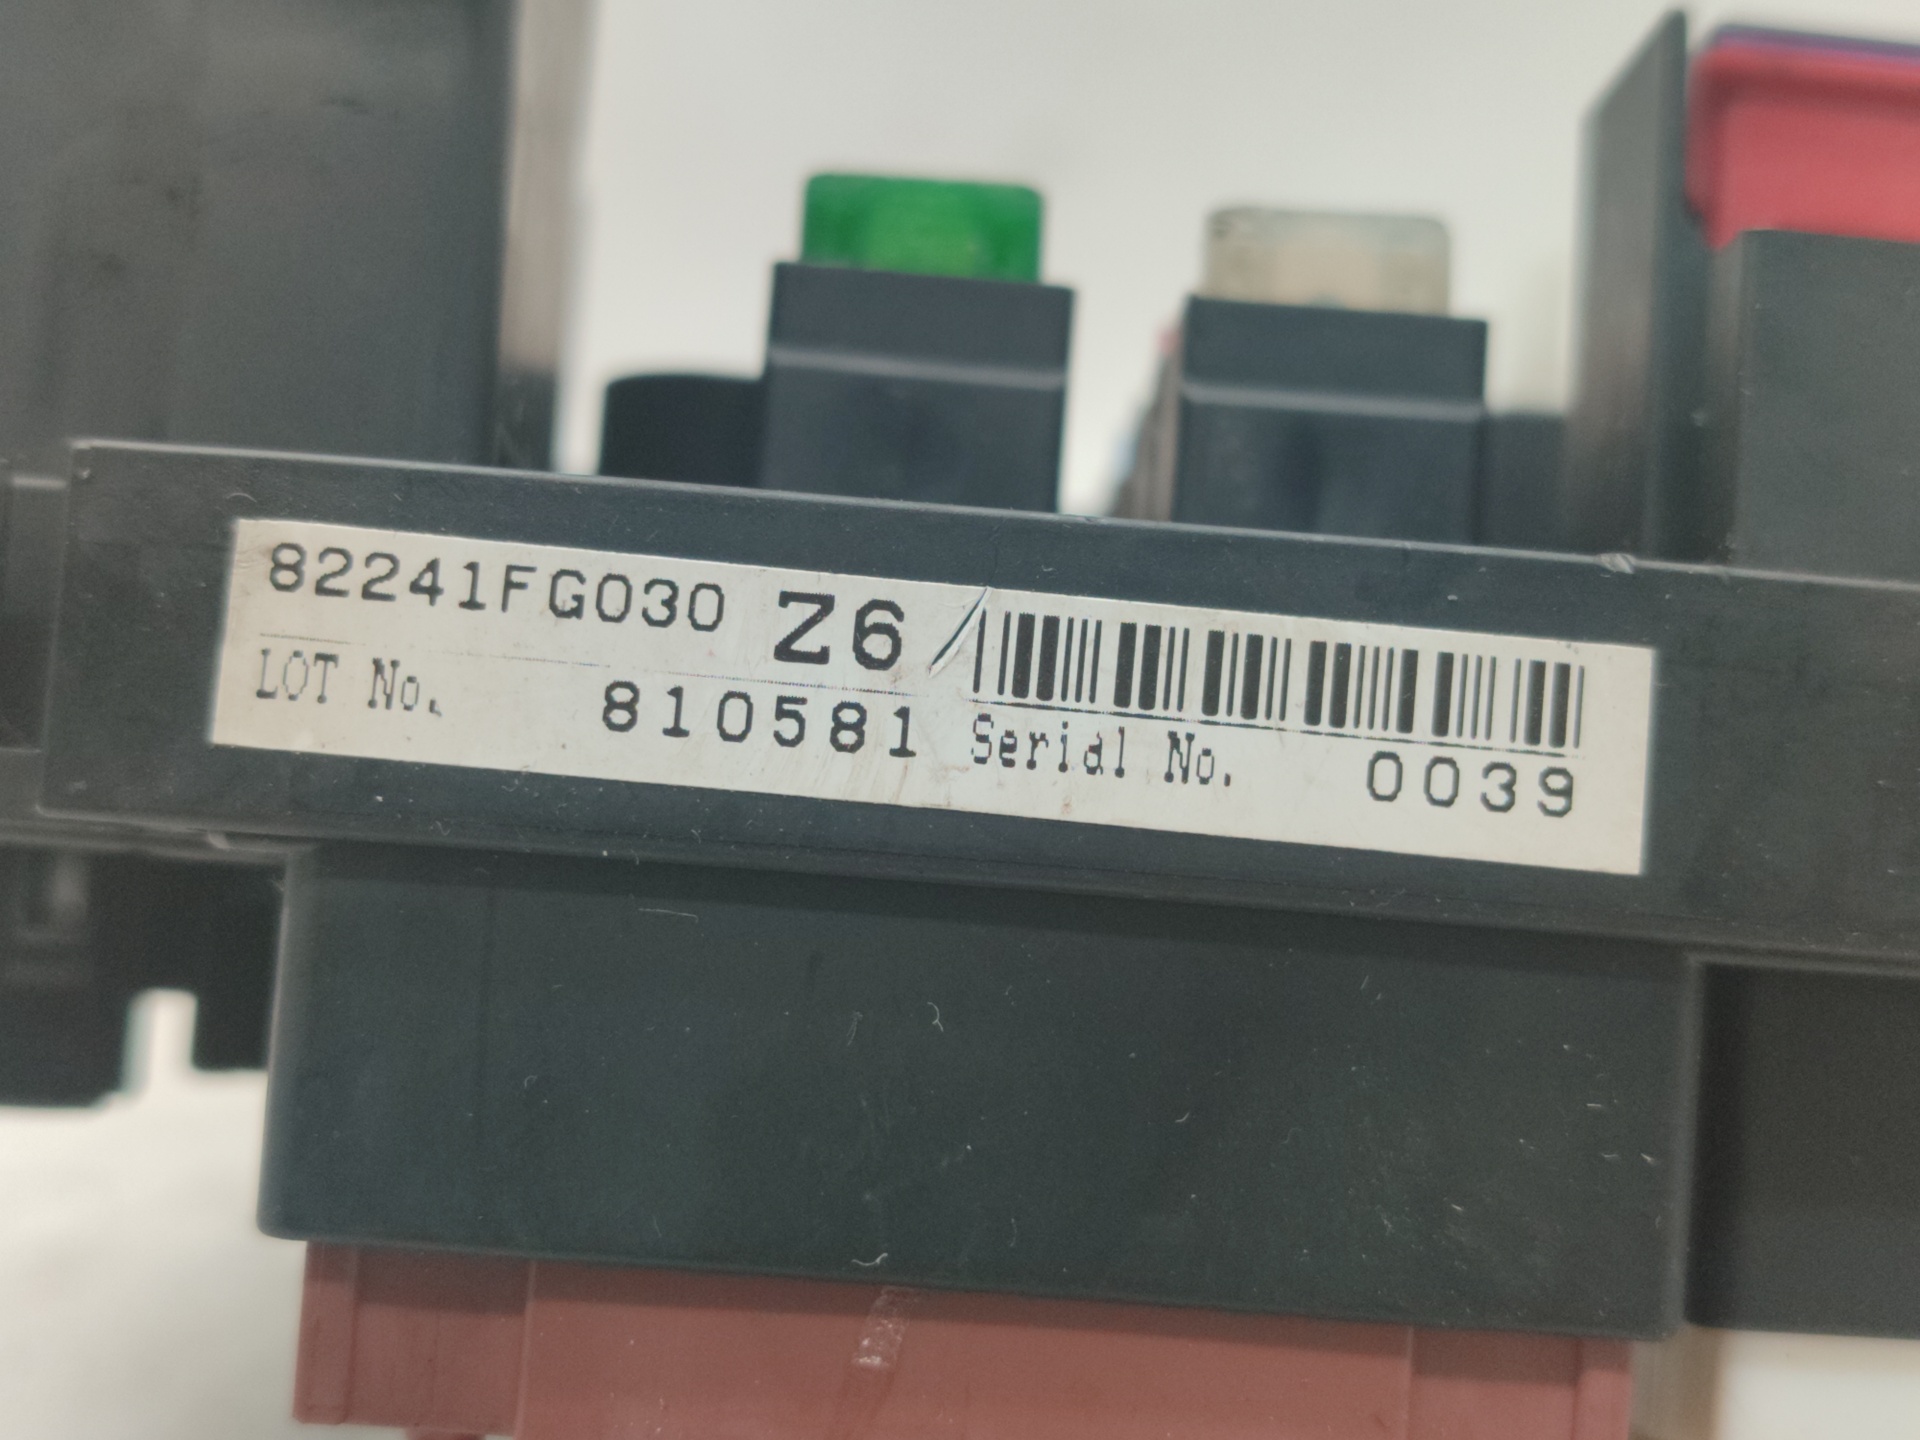 82241FG030 Z6
LOT No. 810581 Serial No. 0039